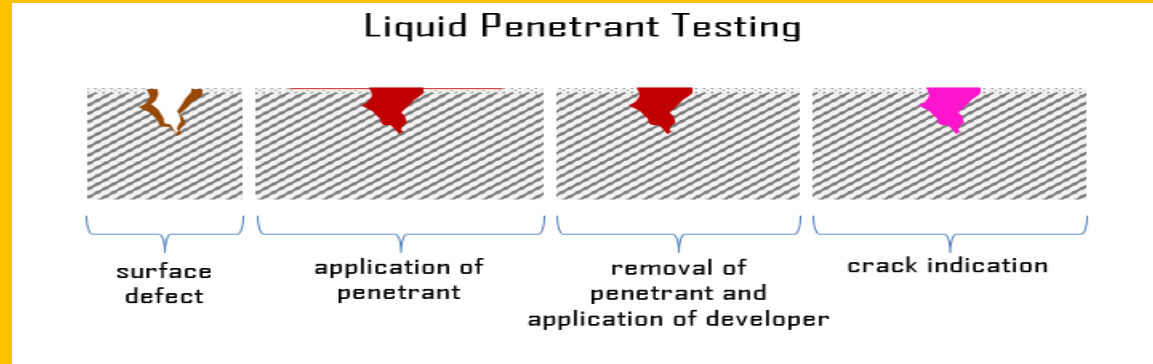 Liquid Penetrant Testing
surface
defect
application of
penetrant
removal of
penetrant and
application of developer
crack indication